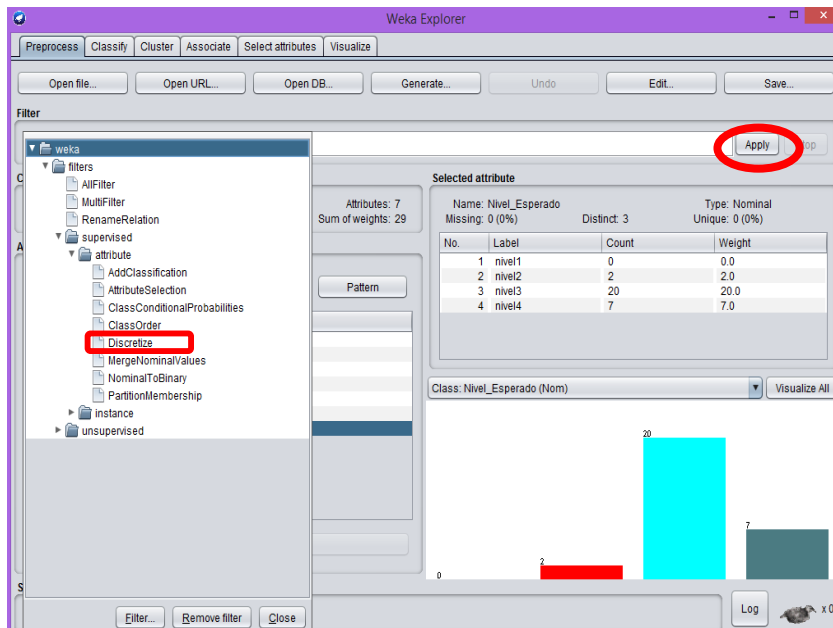 Weka Explorer
Preprocess Classify Cluster Associate Select attributes Visualize
Open file... Open URL... Open DB... Generate... Undo Edit... Save...
Filter
weka
filters
AllFilter
MultiFilter
RenameRelation
supervised
attribute
AddClassification
AttributeSelection
ClassConditionalProbabilities
ClassOrder
Discretize
MergeNominalValues
NominalToBinary
PartitionMembership
instance
unsupervised
Filter... Remove filter Close
Apply
Attributes: 7
Sum of weights: 29
Pattern
Selected attribute
Name: Nivel_Esperado Type: Nominal
Missing: 0 (0%) Distinct: 3 Unique: 0 (0%)
No. Label Count Weight
1 nivel1 0 0.0
2 nivel2 2 2.0
3 nivel3 20 20.0
4 nivel4 7 7.0
Class: Nivel_Esperado (Nom) Visualize All
0
2
20
7
Log x 0